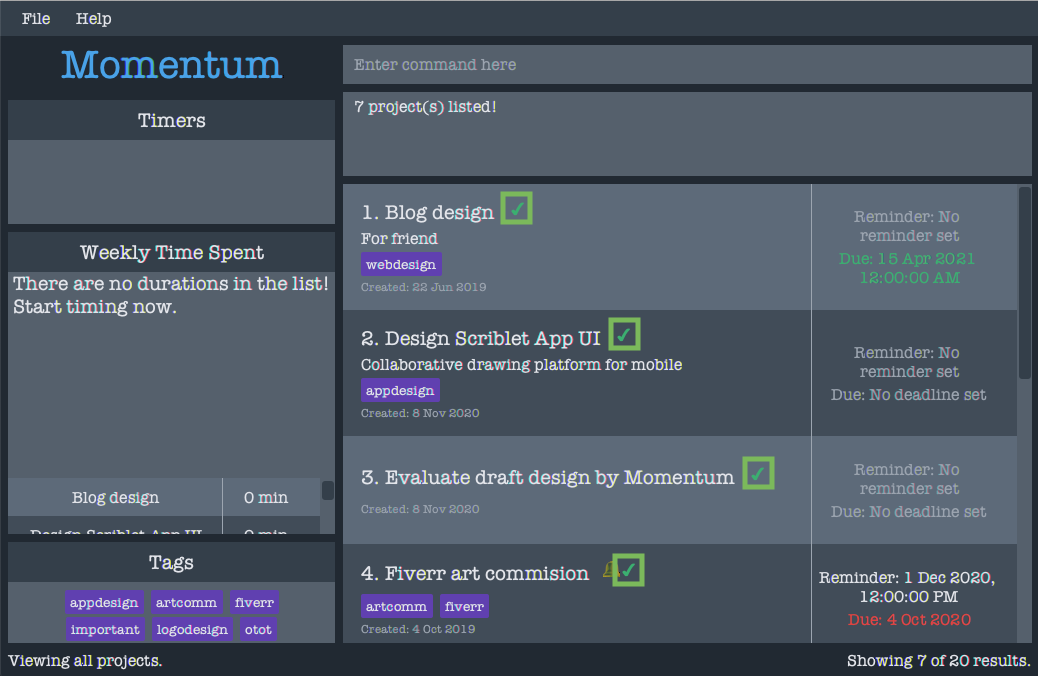 File Help
Momentum
Enter command here
7 project(s) listed!
Timers
Weekly Time Spent
There are no durations in the list!
Start timing now.
Blog design 0 min
Design Scriblet App UI 0 min
Tags
appdesign artcomm fiverr
important logodesign otot
1. Blog design ✓
For friend
webdesign
Created: 22 Jun 2019
Reminder: No
reminder set
Due: 15 Apr 2021
12:00:00 AM
2. Design Scriblet App UI ✓
Collaborative drawing platform for mobile
appdesign
Created: 8 Nov 2020
Reminder: No
reminder set
Due: No deadline set
3. Evaluate draft design by Momentum ✓
Created: 8 Nov 2020
Reminder: No
reminder set
Due: No deadline set
4. Fiverr art commision ✓
artcomm fiverr
Created: 4 Oct 2019
Reminder: 1 Dec 2020,
12:00:00 PM
Due: 4 Oct 2020
Viewing all projects.
Showing 7 of 20 results.